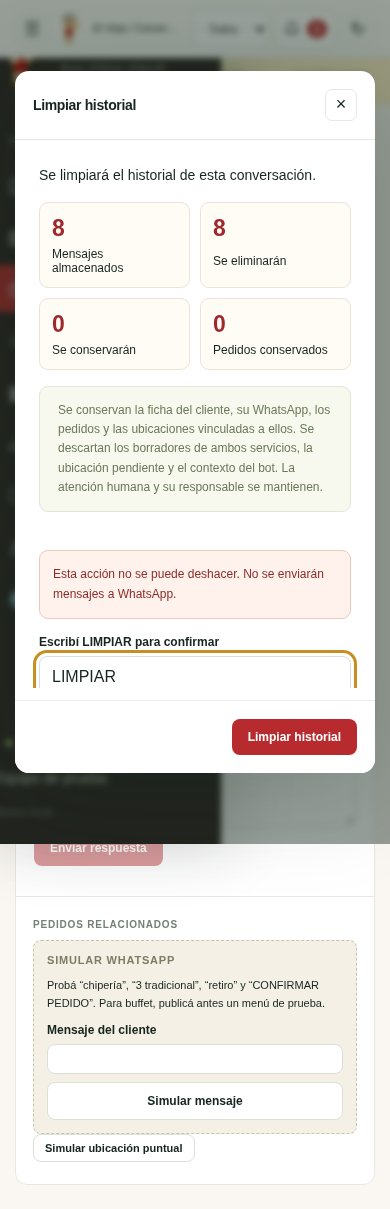 Limpiar historial
×
Se limpiará el historial de esta conversación.
8
Mensajes
almacenados
8
Se eliminarán
0
Se conservarán
0
Pedidos conservados
Se conservan la ficha del cliente, su WhatsApp, los
pedidos y las ubicaciones vinculadas a ellos. Se
descartan los borradores de ambos servicios, la
ubicación pendiente y el contexto del bot. La
atención humana y su responsable se mantienen.
Esta acción no se puede deshacer. No se enviarán
mensajes a WhatsApp.
Escribí LIMPIAR para confirmar
LIMPIAR
Limpiar historial
Enviar respuesta
PEDIDOS RELACIONADOS
SIMULAR WHATSAPP
Probá “chipería”, “3 tradicional”, “retiro” y “CONFIRMAR
PEDIDO”. Para buffet, publicá antes un menú de prueba.
Mensaje del cliente
Simular mensaje
Simular ubicación puntual